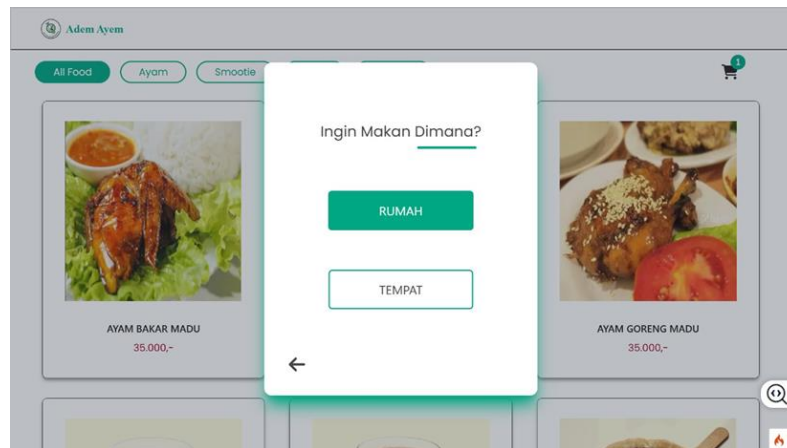 Adem Ayem
All Food
Ayam
Smootie
1
Ingin Makan Dimana?
RUMAH
TEMPAT
AYAM BAKAR MADU
35.000,-
AYAM GORENG MADU
35.000,-